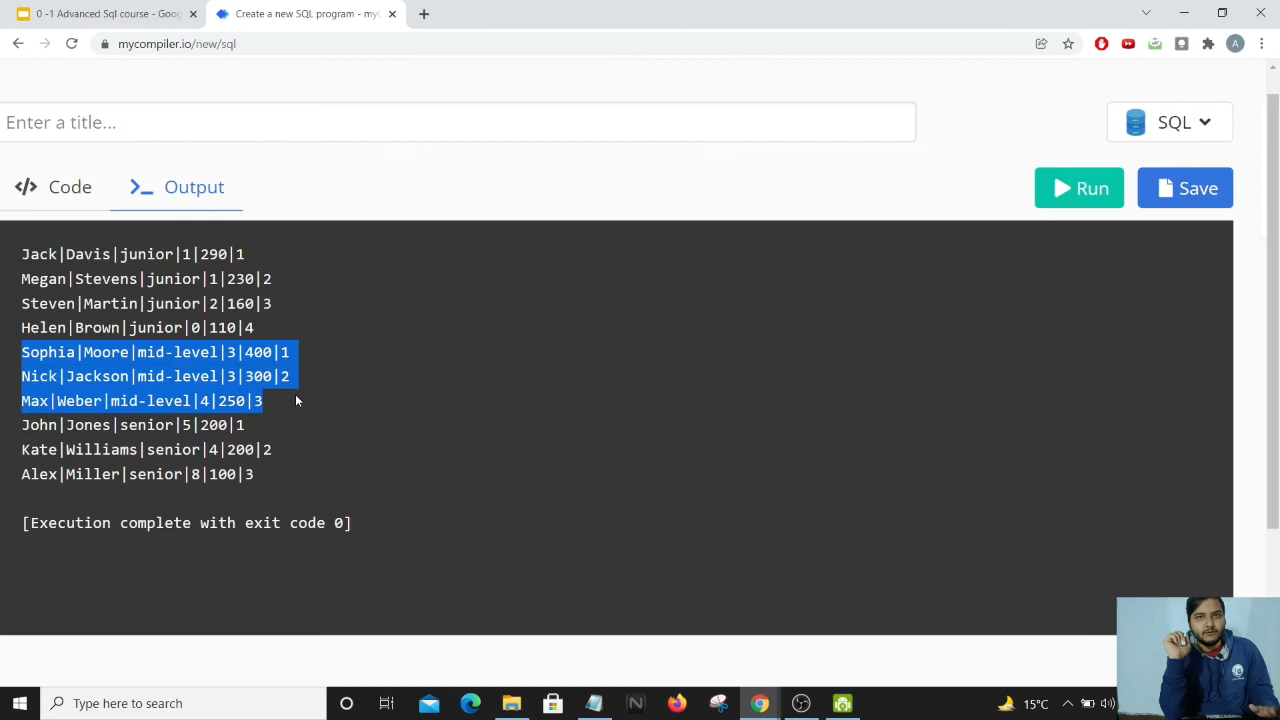 0 -1 Advanced Sql course - Goog
Create a new SQL program - myC
mycompiler.io/new/sql
A
Enter a title...
SQL
Code
Output
Run
Save
Jack|Davis|junior|1|290|1
Megan|Stevens|junior|1|230|2
Steven|Martin|junior|2|160|3
Helen|Brown|junior|0|110|4
Sophia|Moore|mid-level|3|400|1
Nick|Jackson|mid-level|3|300|2
Max|Weber|mid-level|4|250|3
John|Jones|senior|5|200|1
Kate|Williams|senior|4|200|2
Alex|Miller|senior|8|100|3
[Execution complete with exit code 0]
Type here to search
N
15°C